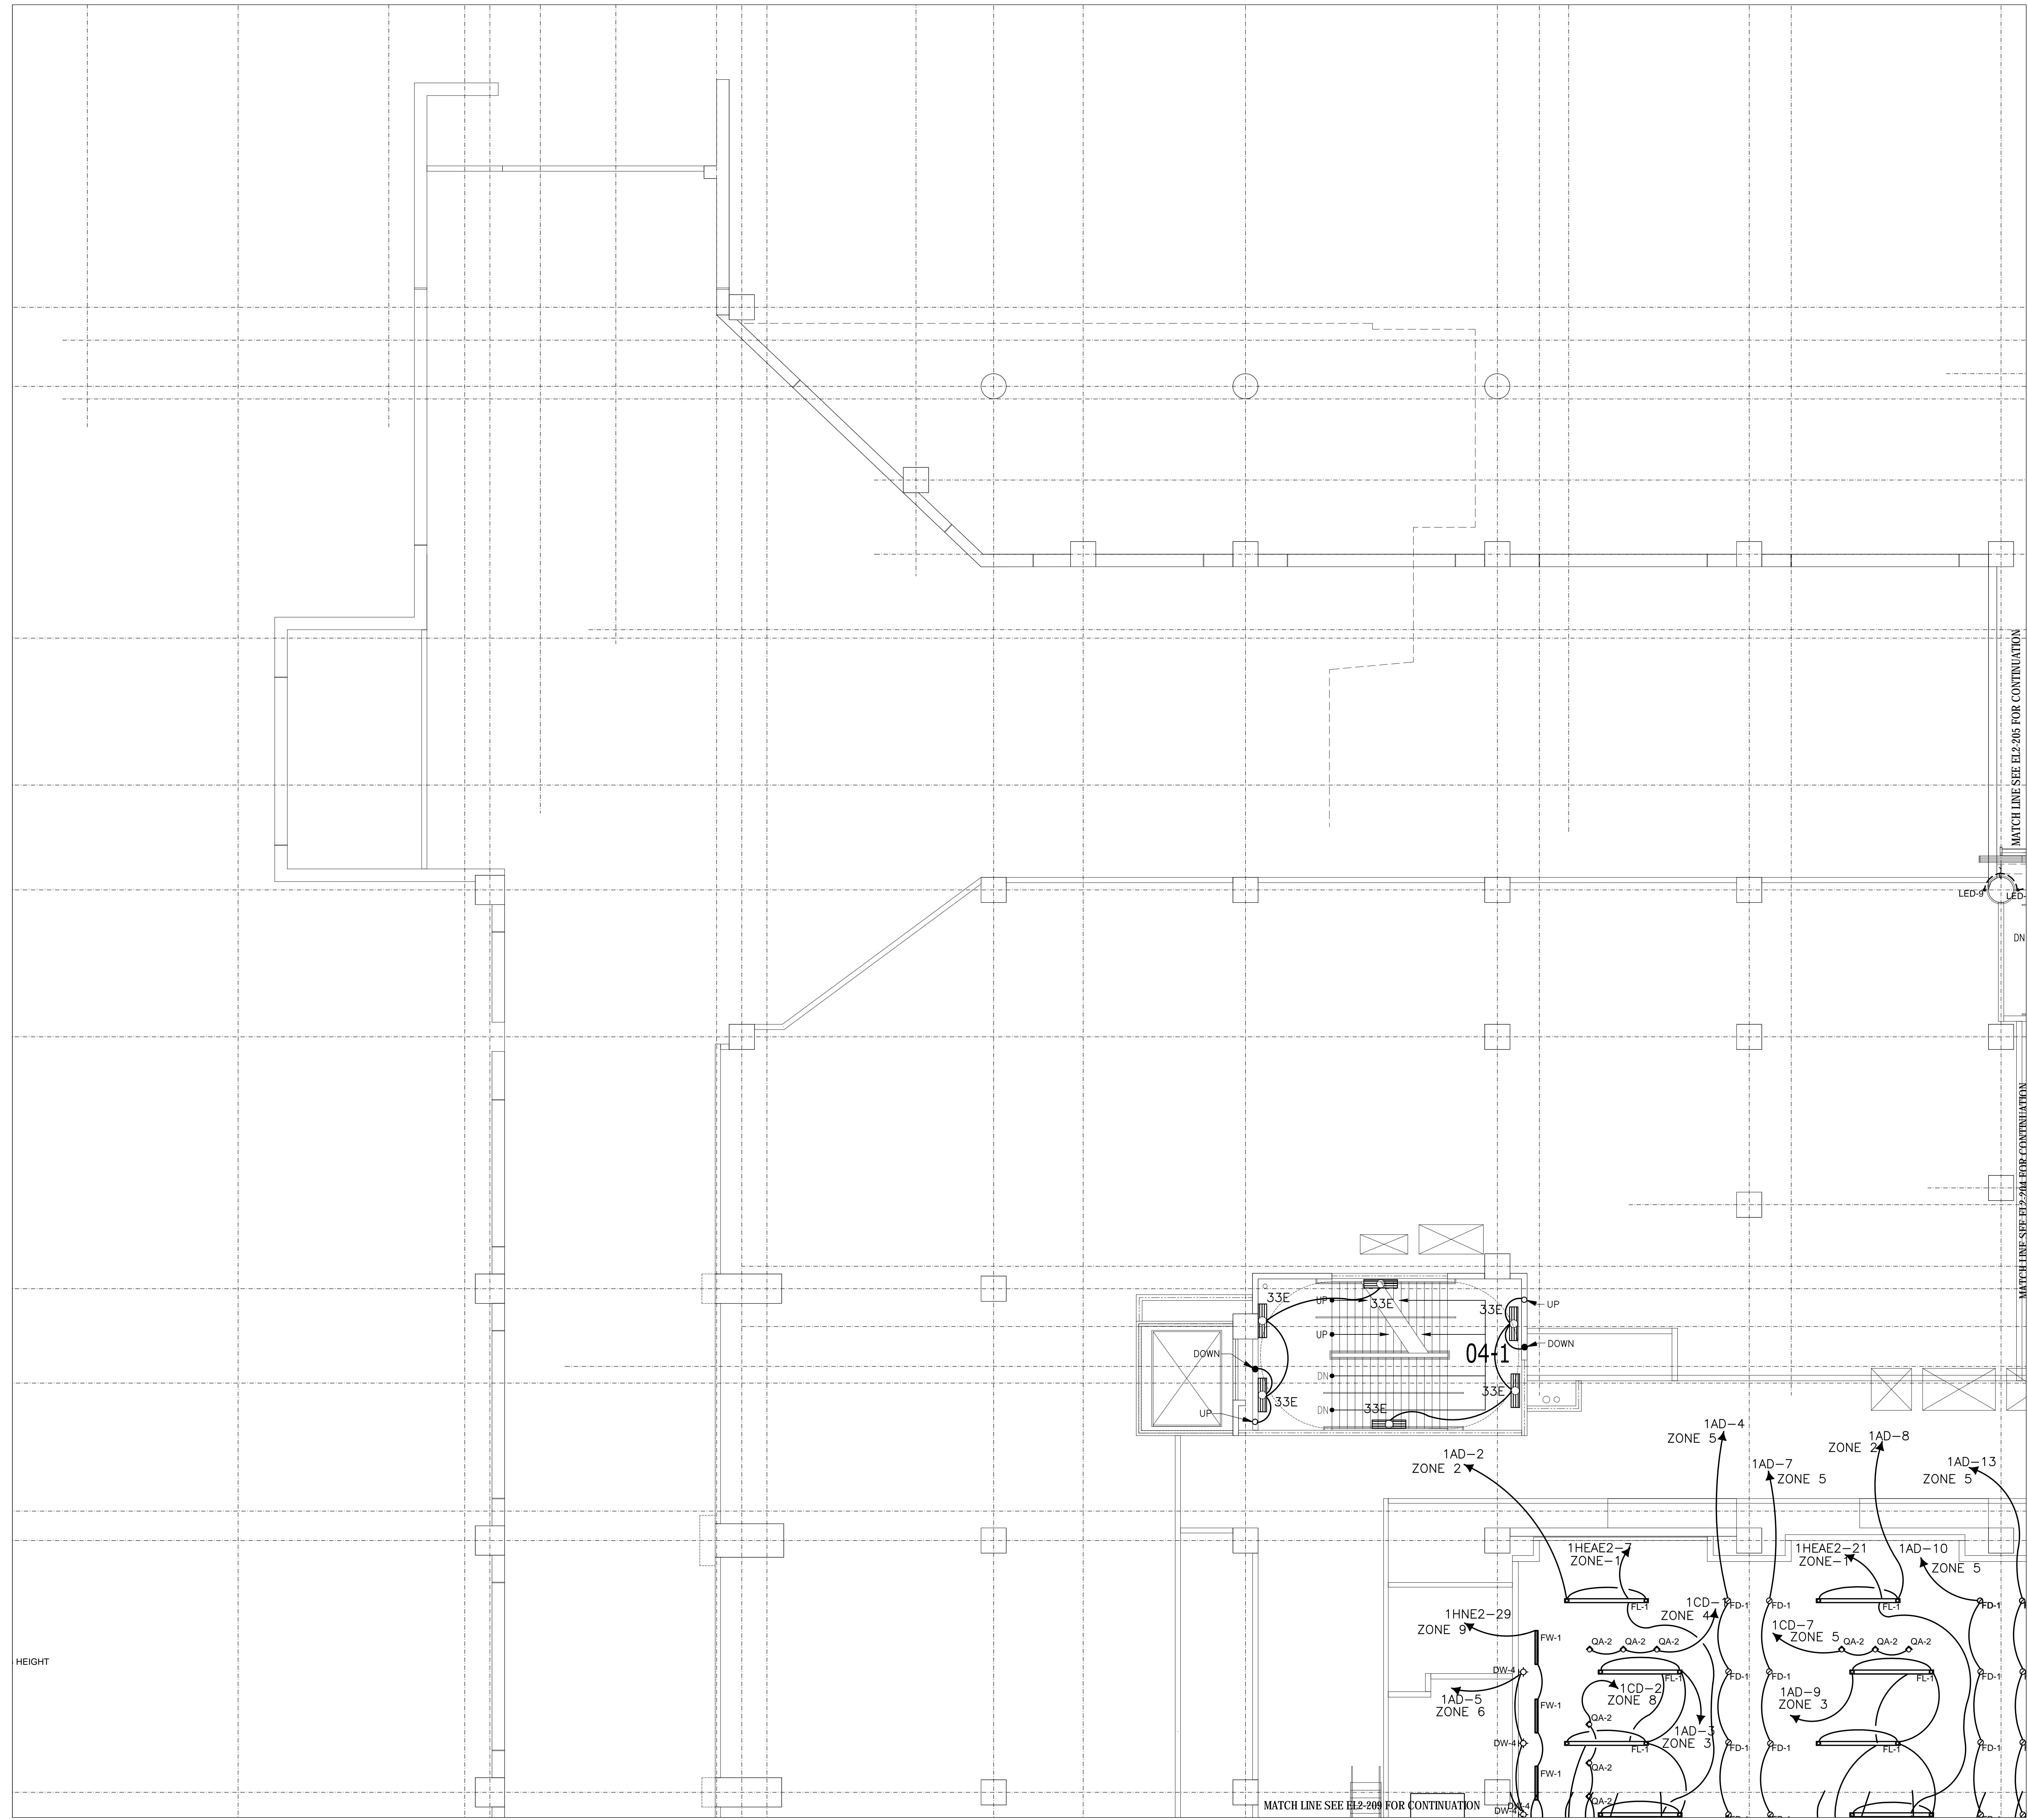 MATCH LINE SEE EL2-205 FOR CONTINUATION
LED-9
LED-
DN
MATCH LINE SEE EL2-204 FOR CONTINUATION
33E
UP
33E
33E
UP
UP
DOWN
04-1
DOWN
DN
33E
33E
33E
UP
DN
1AD-4
ZONE 5
1AD-8
ZONE 2
1AD-2
ZONE 2
1AD-7
ZONE 5
1AD-13
ZONE 5
1HEAE2-7
ZONE-1
1HEAE2-21
ZONE-1
1AD-10
ZONE 5
FL-1
1CD-1
ZONE 4
FD-1
FD-1
FL-1
FD-1
1HNE2-29
ZONE 9
FW-1
QA-2
QA-2
QA-2
1CD-7
ZONE 5
QA-2
QA-2
QA-2
HEIGHT
DW-4
FL-1
FD-1
FD-1
FL-1
FD-1
1AD-5
ZONE 6
FW-1
1CD-2
ZONE 8
1AD-9
ZONE 3
QA-2
1AD-3
ZONE 3
DW-4
FL-1
FD-1
FD-1
FL-1
FD-1
FW-1
QA-2
QA-2
MATCH LINE SEE EL2-209 FOR CONTINUATION
DW-4
DW-4